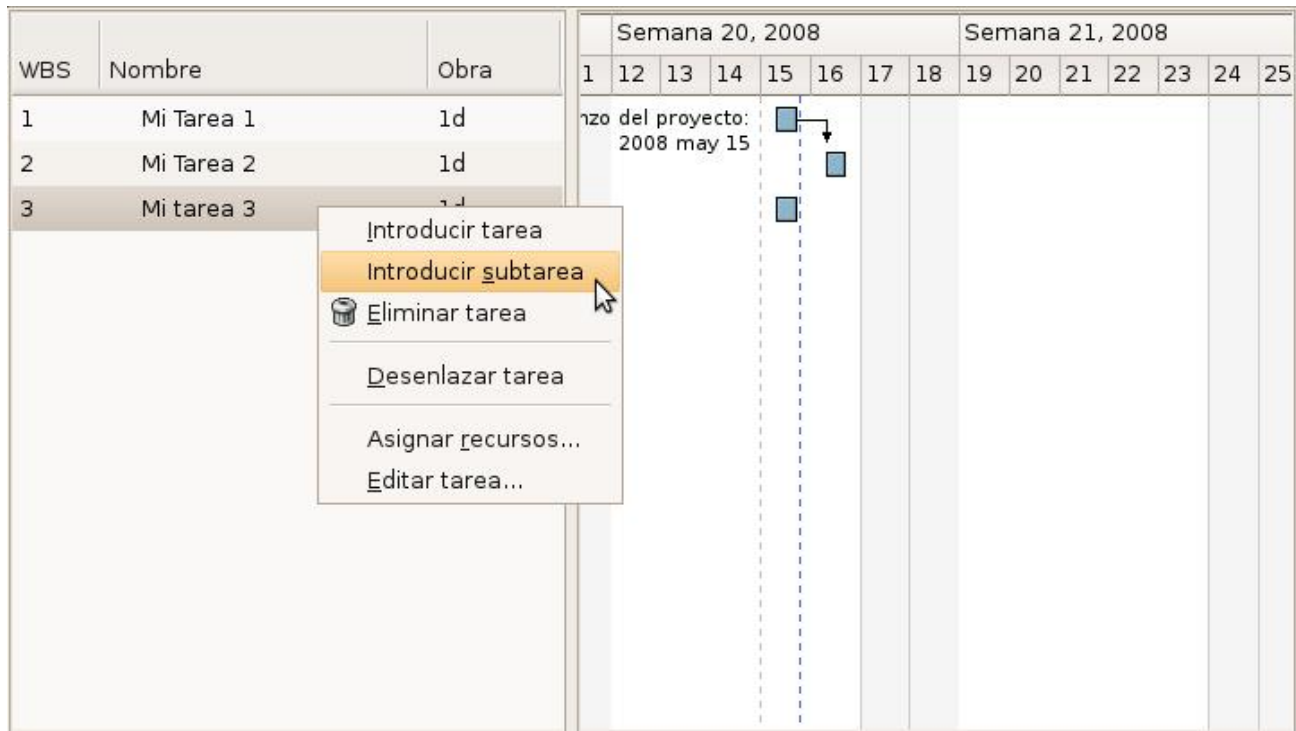 Semana 20, 2008 Semana 21, 2008
WBS Nombre Obra 1 12 13 14 15 16 17 18 19 20 21 22 23 24 25
1 Mi Tarea 1 1d nzo del proyecto:
2008 may 15
2 Mi Tarea 2 1d
3 Mi tarea 3
Introducir tarea
Introducir subtarea
Eliminar tarea
Desenlazar tarea
Asignar recursos...
Editar tarea...